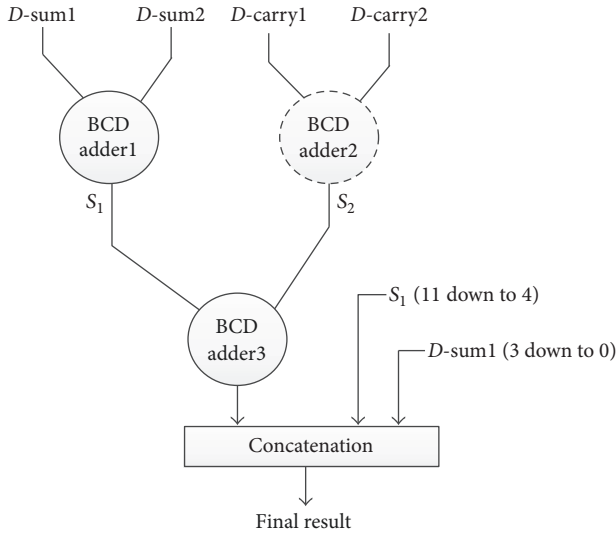 D-sum1 D-sum2 D-carry1 D-carry2
BCD
adder1
BCD
adder2
S1
S2
BCD
adder3
S1 (11 down to 4)
D-sum1 (3 down to 0)
Concatenation
Final result